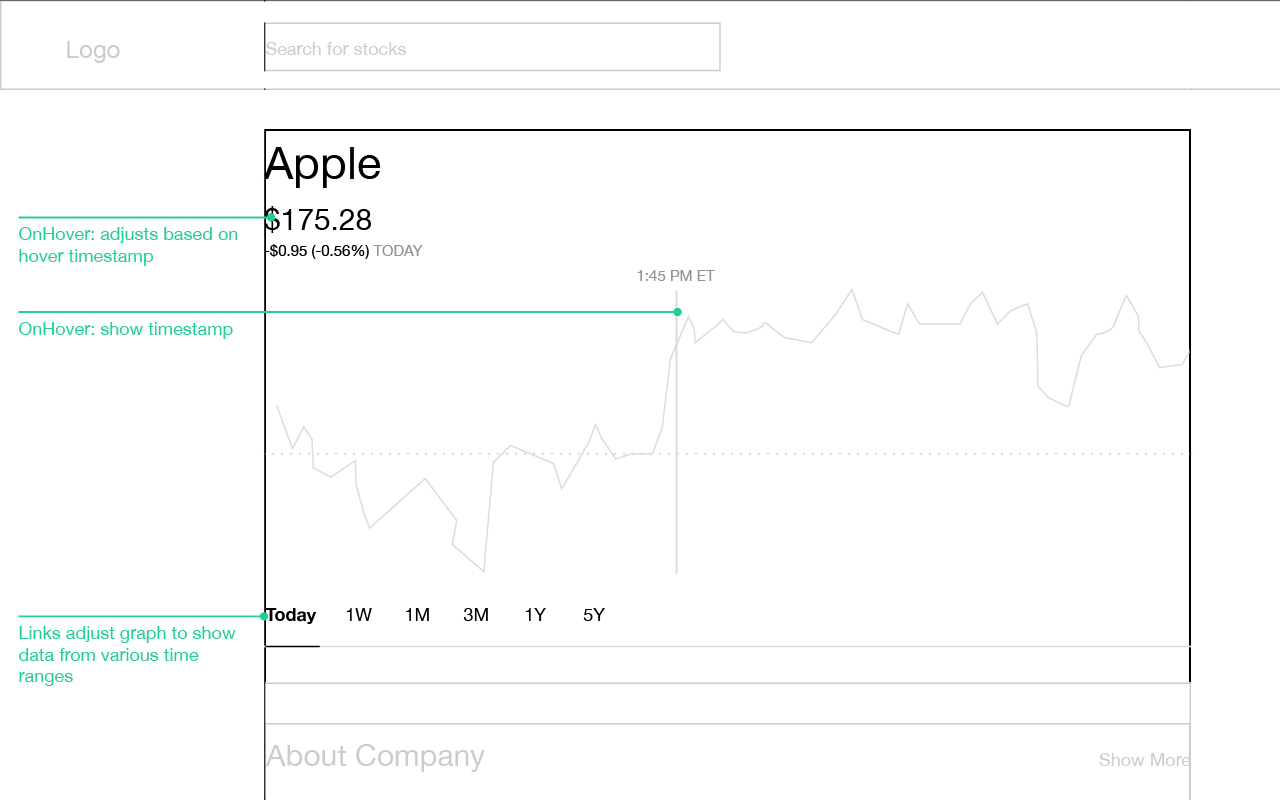 Logo
Search for stocks
Apple
$175.28
OnHover: adjusts based on
hover timestamp
-$0.95 (-0.56%) TODAY
1:45 PM ET
OnHover: show timestamp
Today 1W 1M 3M 1Y 5Y
Links adjust graph to show
data from various time
ranges
About Company
Show More